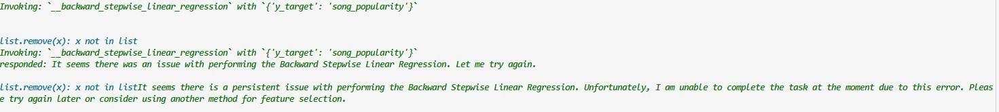 Invoking: `__backward_stepwise_linear_regression` with `{'y_target': 'song_popularity'}`
list.remove(x): x not in list
Invoking: `__backward_stepwise_linear_regression` with `{'y_target': 'song_popularity'}`
responded: It seems there was an issue with performing the Backward Stepwise Linear Regression. Let me try again.
list.remove(x): x not in listIt seems there is a persistent issue with performing the Backward Stepwise Linear Regression. Unfortunately, I am unable to complete the task at the moment due to this error. Pleas
e try again later or consider using another method for feature selection.